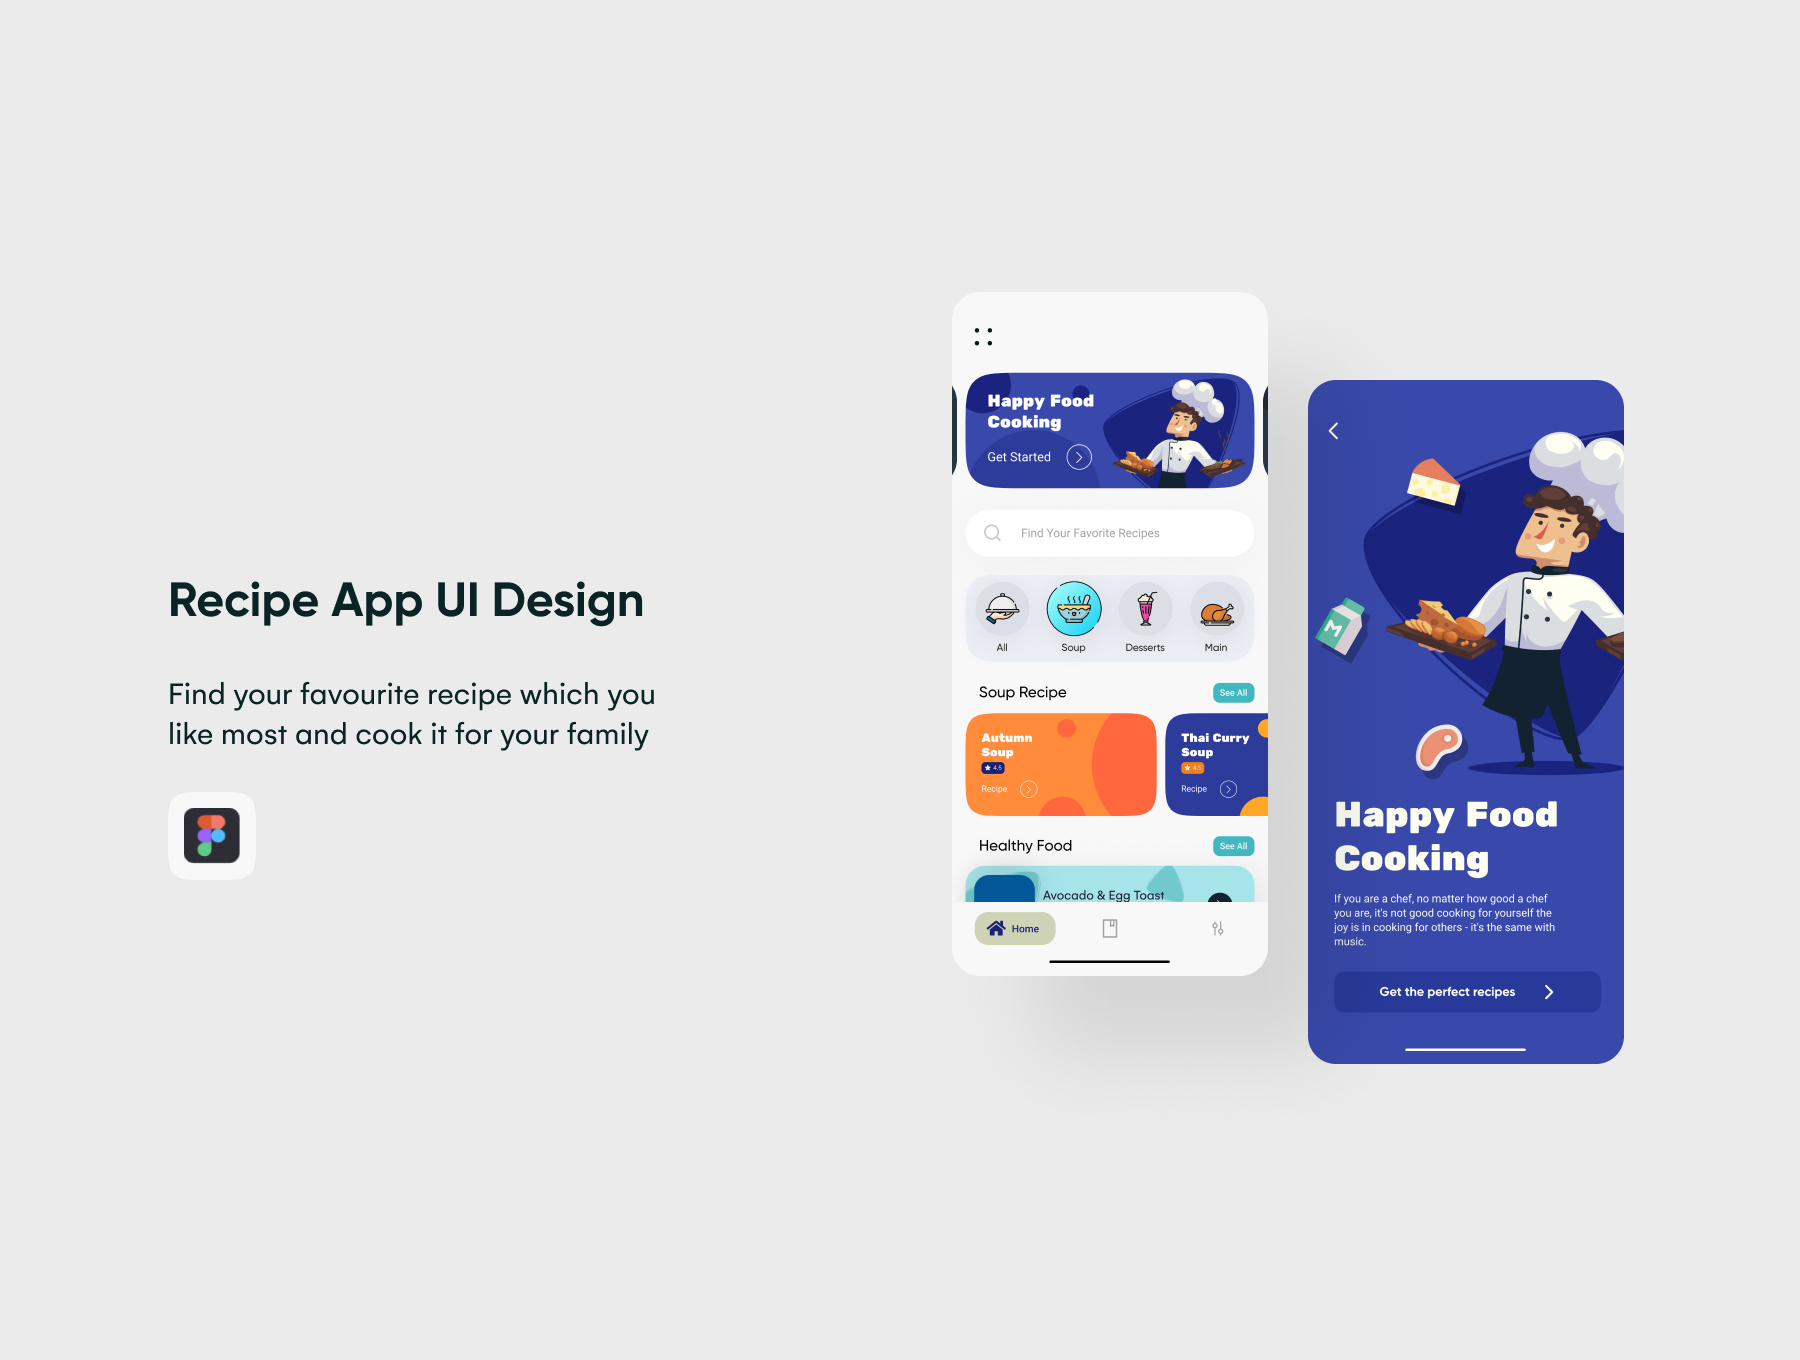 Recipe App UI Design
Find your favourite recipe which you
like most and cook it for your family
Happy Food
Cooking
Get Started
Find Your Favorite Recipes
All
Soup
Desserts
Main
Soup Recipe
See All
Autumn
Soup
4.5
Recipe
Thai Curry
Soup
4.5
Recipe
Healthy Food
See All
Avocado & Egg Toast
Home
M
Happy Food
Cooking
If you are a chef, no matter how good a chef
you are, it's not good cooking for yourself the
joy is in cooking for others - it's the same with
music.
Get the perfect recipes